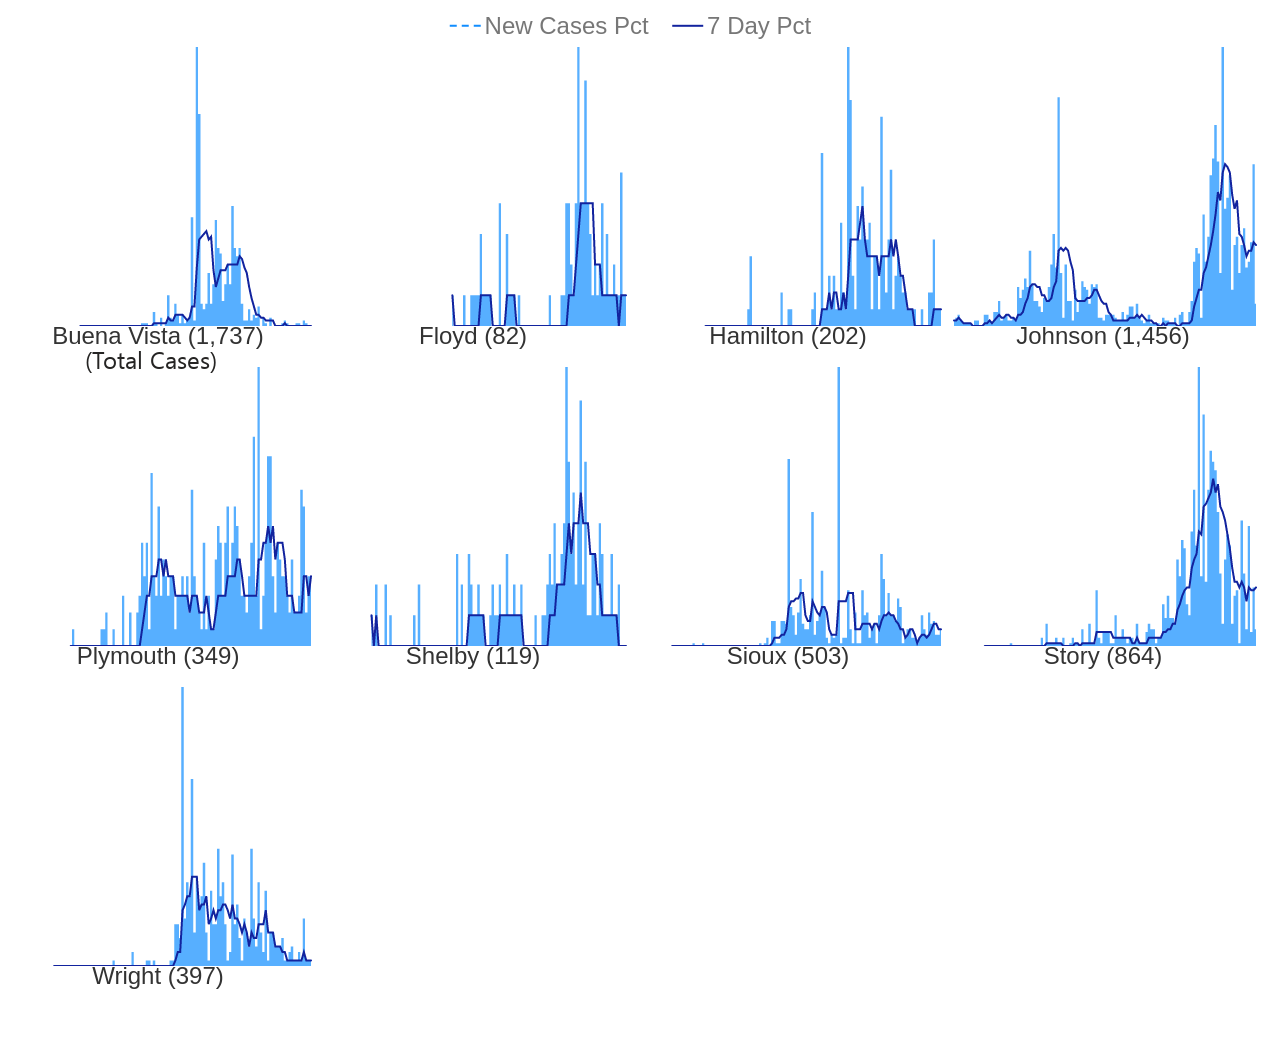 New Cases Pct 7 Day Pct
Buena Vista (1,737) Floyd (82) Hamilton (202) Johnson (1,456)
(Total Cases)
Plymouth (349) Shelby (119) Sioux (503) Story (864)
Wright (397)